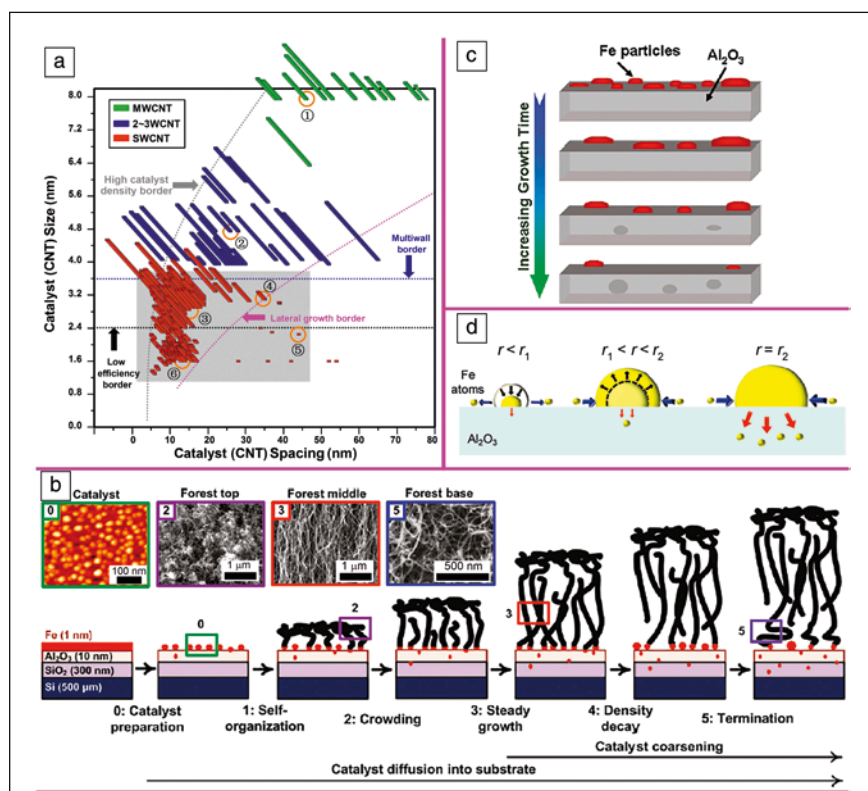 a
MWCNT
2~3WCNT
SWCNT
Catalyst (CNT) Size (nm)
8.0
7.2
6.4
5.6
4.8
4.0
3.2
2.4
1.6
0.8
0.0
High catalyst
density border
Multiwall
border
Lateral growth border
Low
efficiency
border
①
②
③
④
⑤
⑥
0 10 20 30 40 50 60 70 80
Catalyst (CNT) Spacing (nm)
c
Fe particles
Al₂O₃
Increasing Growth Time
d
r < r₁
r₁ < r < r₂
r = r₂
Fe
atoms
Al₂O₃
b
Catalyst
0
100 nm
Forest top
2
1 μm
Forest middle
3
1 μm
Forest base
5
500 nm
Fe (1 nm)
Al₂O₃ (10 nm)
SiO₂ (300 nm)
Si (500 μm)
0
2
3
5
0: Catalyst
preparation
1: Self-
organization
2: Crowding
3: Steady
growth
4: Density
decay
5: Termination
Catalyst coarsening
Catalyst diffusion into substrate